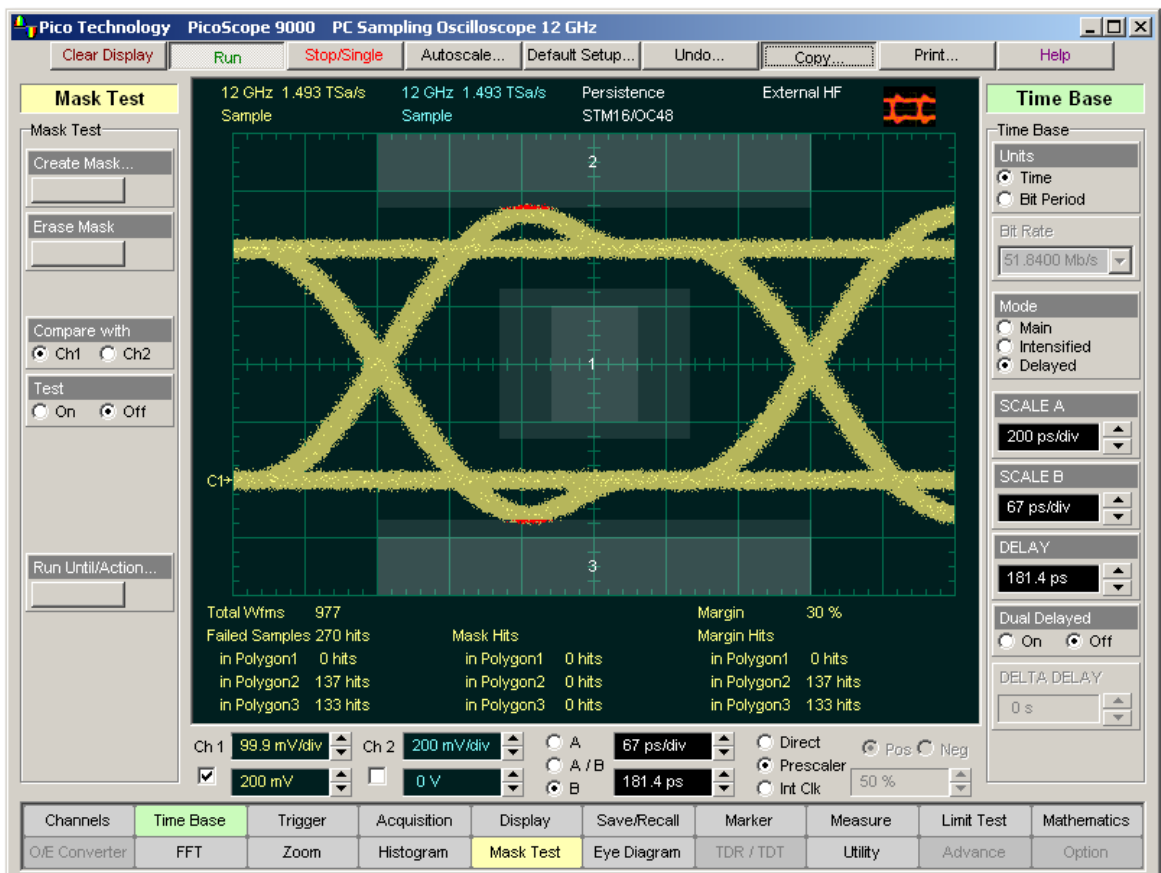 Pico Technology PicoScope 9000 PC Sampling Oscilloscope 12 GHz
Clear Display Run Stop/Single Autoscale... Default Setup... Undo... Copy... Print... Help
Mask Test
Mask Test
Create Mask...
Erase Mask
Compare with
Ch1 Ch2
Test
On Off
Run Until/Action...
12 GHz 1.493 TSa/s 12 GHz 1.493 TSa/s Persistence External HF
Sample Sample STM16/OC48
2
1
C1→
3
Total Wfms 977 Margin 30 %
Failed Samples 270 hits Mask Hits Margin Hits
in Polygon1 0 hits in Polygon1 0 hits in Polygon1 0 hits
in Polygon2 137 hits in Polygon2 0 hits in Polygon2 137 hits
in Polygon3 133 hits in Polygon3 0 hits in Polygon3 133 hits
Time Base
Time Base
Units
Time
Bit Period
Bit Rate
51.8400 Mb/s
Mode
Main
Intensified
Delayed
SCALE A
200 ps/div
SCALE B
67 ps/div
DELAY
181.4 ps
Dual Delayed
On Off
DELTA DELAY
0 s
Ch 1 99.9 mV/div Ch 2 200 mV/div A 67 ps/div Direct Pos Neg
A / B Prescaler
200 mV 0 V B 181.4 ps Int Clk 50 %
Channels Time Base Trigger Acquisition Display Save/Recall Marker Measure Limit Test Mathematics
O/E Converter FFT Zoom Histogram Mask Test Eye Diagram TDR / TDT Utility Advance Option